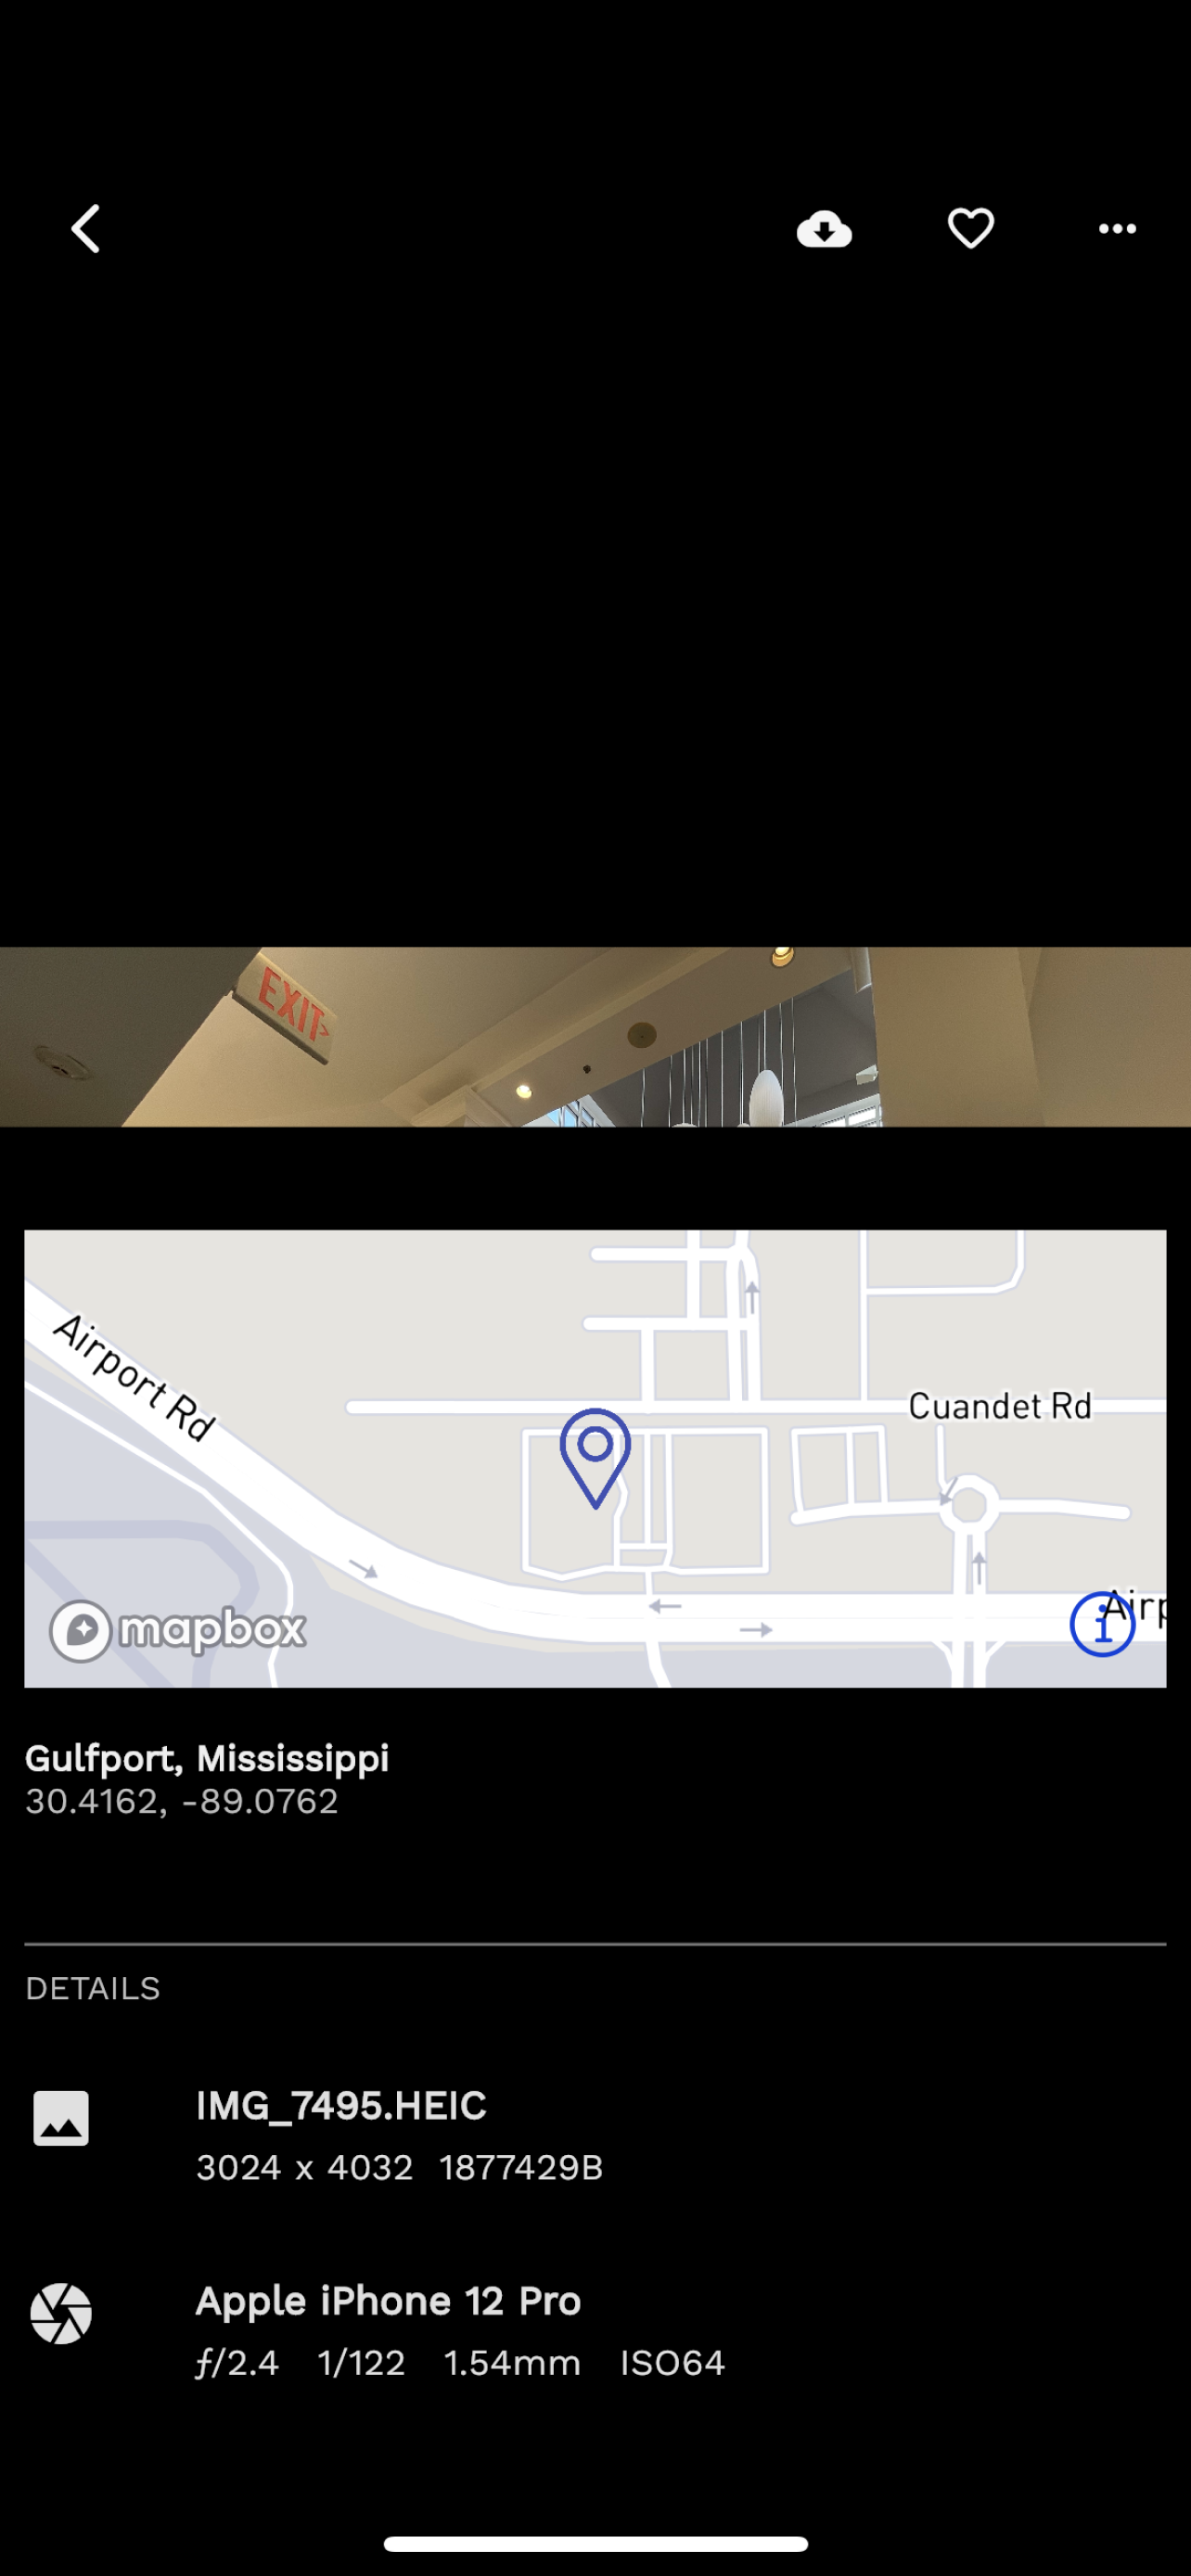 EXIT
Airport Rd
Cuandet Rd
Airp
mapbox
Gulfport, Mississippi
30.4162, -89.0762
DETAILS
IMG_7495.HEIC
3024 x 4032 1877429B
Apple iPhone 12 Pro
ƒ/2.4 1/122 1.54mm ISO64